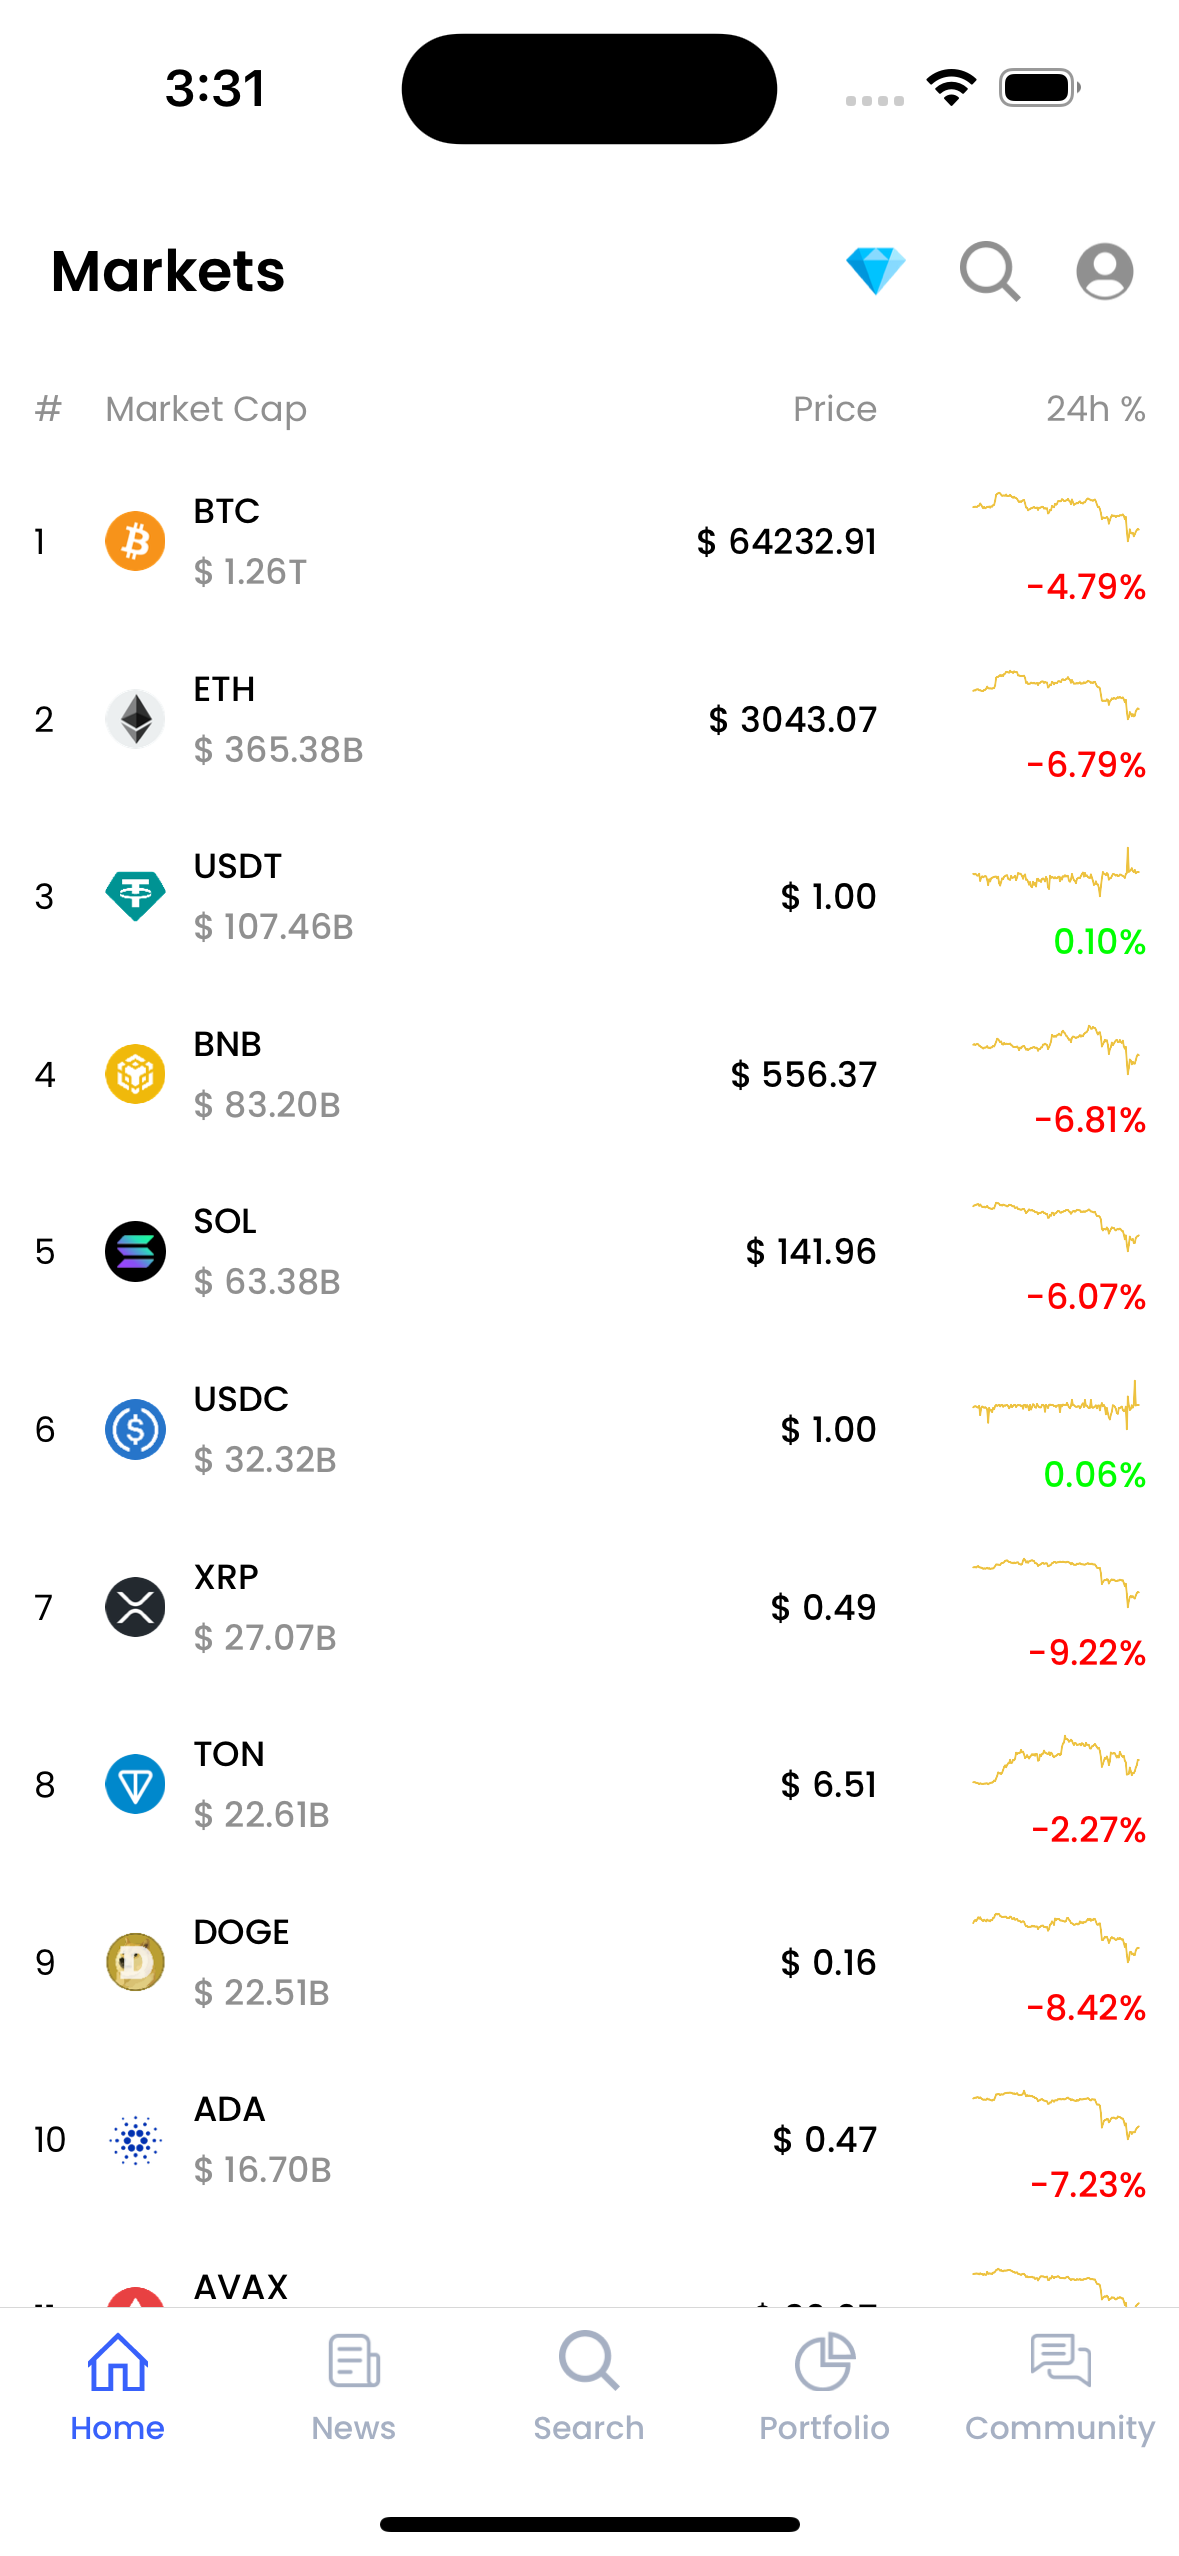 3:31
Markets
# Market Cap Price 24h %
1 BTC $ 1.26T $ 64232.91 -4.79%
2 ETH $ 365.38B $ 3043.07 -6.79%
3 USDT $ 107.46B $ 1.00 0.10%
4 BNB $ 83.20B $ 556.37 -6.81%
5 SOL $ 63.38B $ 141.96 -6.07%
6 USDC $ 32.32B $ 1.00 0.06%
7 XRP $ 27.07B $ 0.49 -9.22%
8 TON $ 22.61B $ 6.51 -2.27%
9 DOGE $ 22.51B $ 0.16 -8.42%
10 ADA $ 16.70B $ 0.47 -7.23%
AVAX
Home News Search Portfolio Community